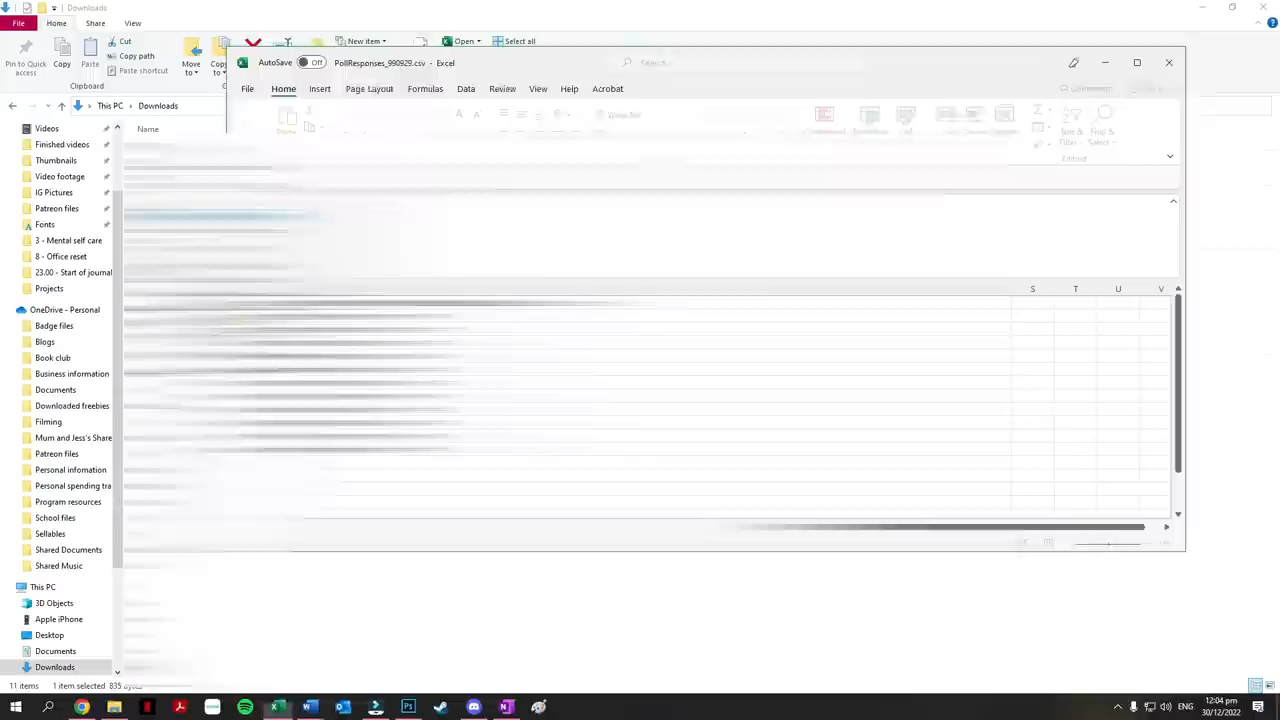 Downloads
File Home Share View
Pin to Quick access
Copy
Paste
Cut
Copy path
Paste shortcut
Clipboard
Move to
New item
Open
Select all
This PC > Downloads
Name
AutoSave Off PollResponses_990929.csv - Excel
File Home Insert Page Layout Formulas Data Review View Help Acrobat
S T U V
Videos
Finished videos
Thumbnails
Video footage
IG Pictures
Patreon files
Fonts
3 - Mental self care
8 - Office reset
23.00 - Start of journal
Projects
OneDrive - Personal
Badge files
Blogs
Book club
Business information
Documents
Downloaded freebies
Filming
Mum and Jess's Share
Patreon files
Personal infomation
Personal spending tra
Program resources
School files
Sellables
Shared Documents
Shared Music
This PC
3D Objects
Apple iPhone
Desktop
Documents
Downloads
11 items 1 item selected 835 bytes
12:04 pm
30/12/2022